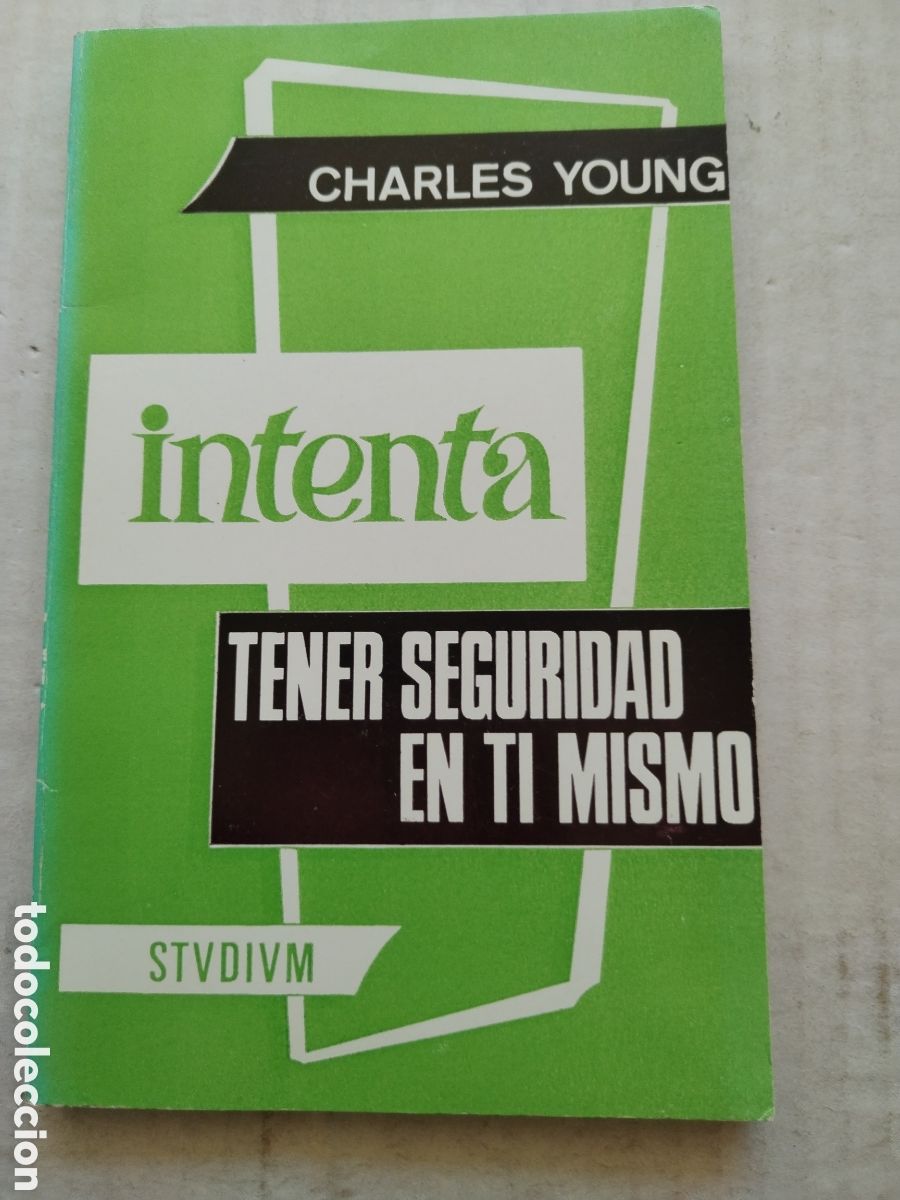 CHARLES YOUNG
intenta
TENER SEGURIDAD
EN TI MISMO
STVDIVM
todocoleccion